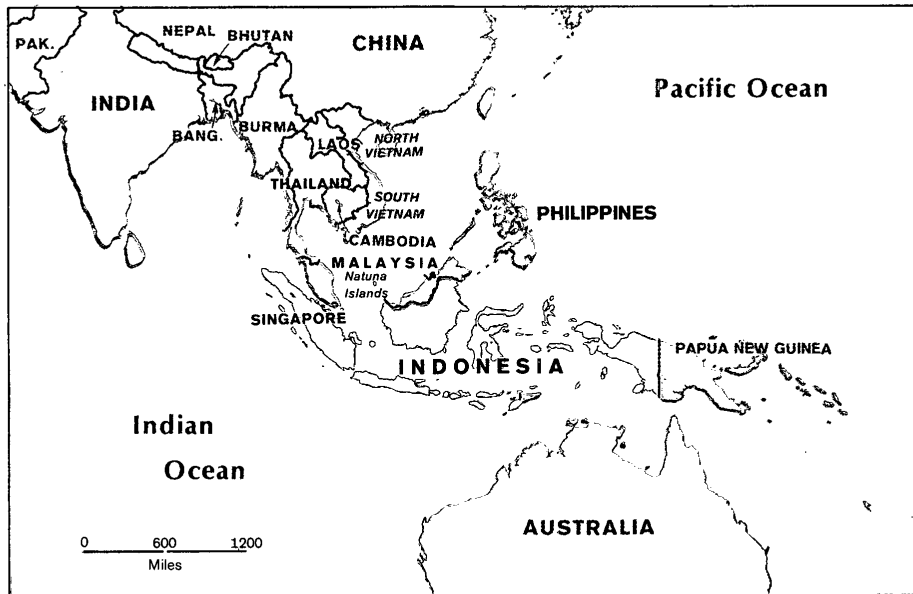 NEPAL
BHUTAN
CHINA
PAK.
INDIA
Pacific Ocean
BANG.
BURMA
LAOS
NORTH
VIETNAM
THAILAND
SOUTH
VIETNAM
PHILIPPINES
CAMBODIA
MALAYSIA
Natuna
Islands
SINGAPORE
INDONESIA
PAPUA NEW GUINEA
Indian
Ocean
AUSTRALIA
0 600 1200
Miles